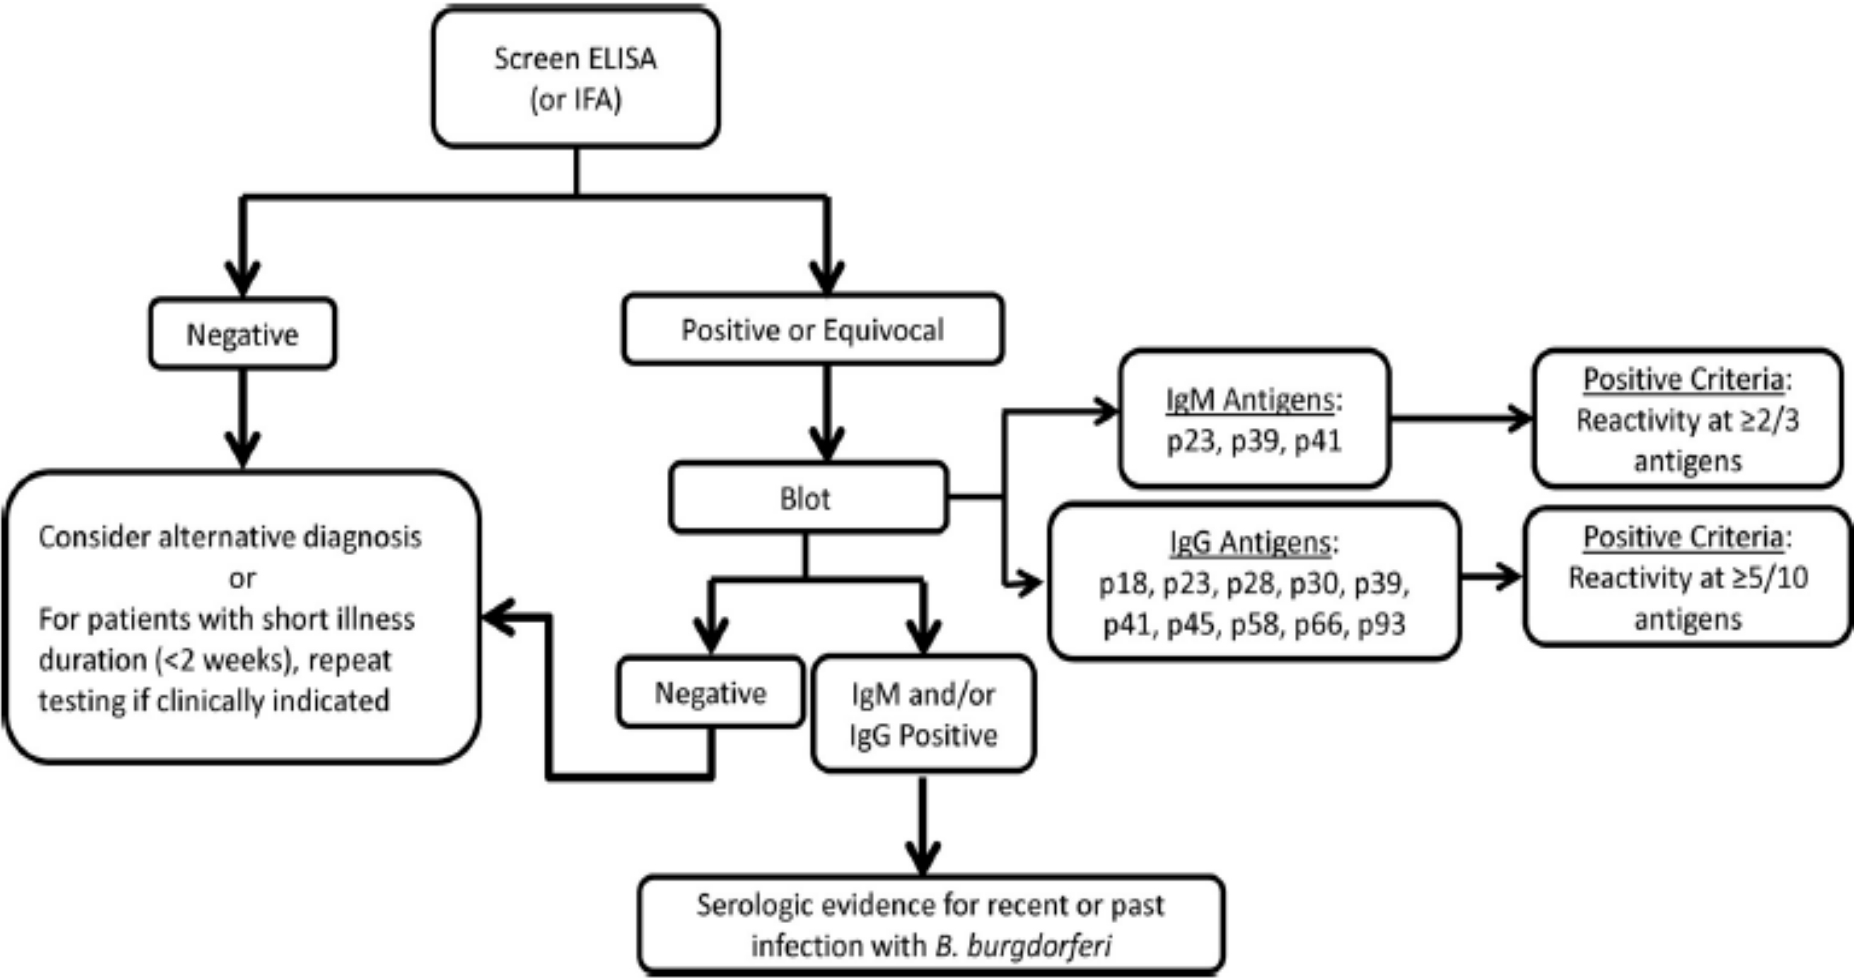 Screen ELISA
(or IFA)
Negative
Positive or Equivocal
IgM Antigens:
p23, p39, p41
Positive Criteria:
Reactivity at ≥2/3
antigens
Blot
IgG Antigens:
p18, p23, p28, p30, p39,
p41, p45, p58, p66, p93
Positive Criteria:
Reactivity at ≥5/10
antigens
Consider alternative diagnosis
or
For patients with short illness
duration (<2 weeks), repeat
testing if clinically indicated
Negative
IgM and/or
IgG Positive
Serologic evidence for recent or past
infection with B. burgdorferi